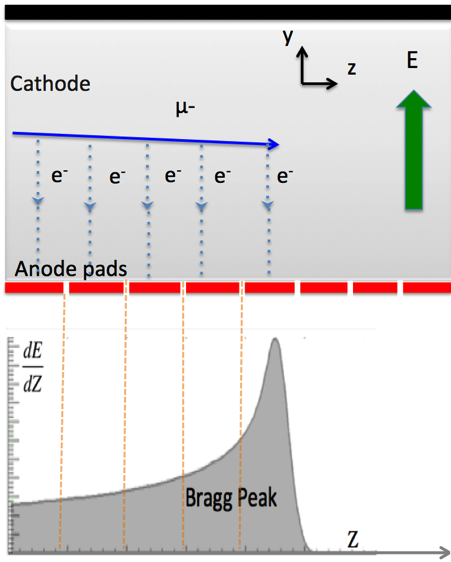 y
z
E
Cathode
μ-
e-
e-
e-
e-
e-
Anode pads
dE
dZ
Bragg Peak
Z